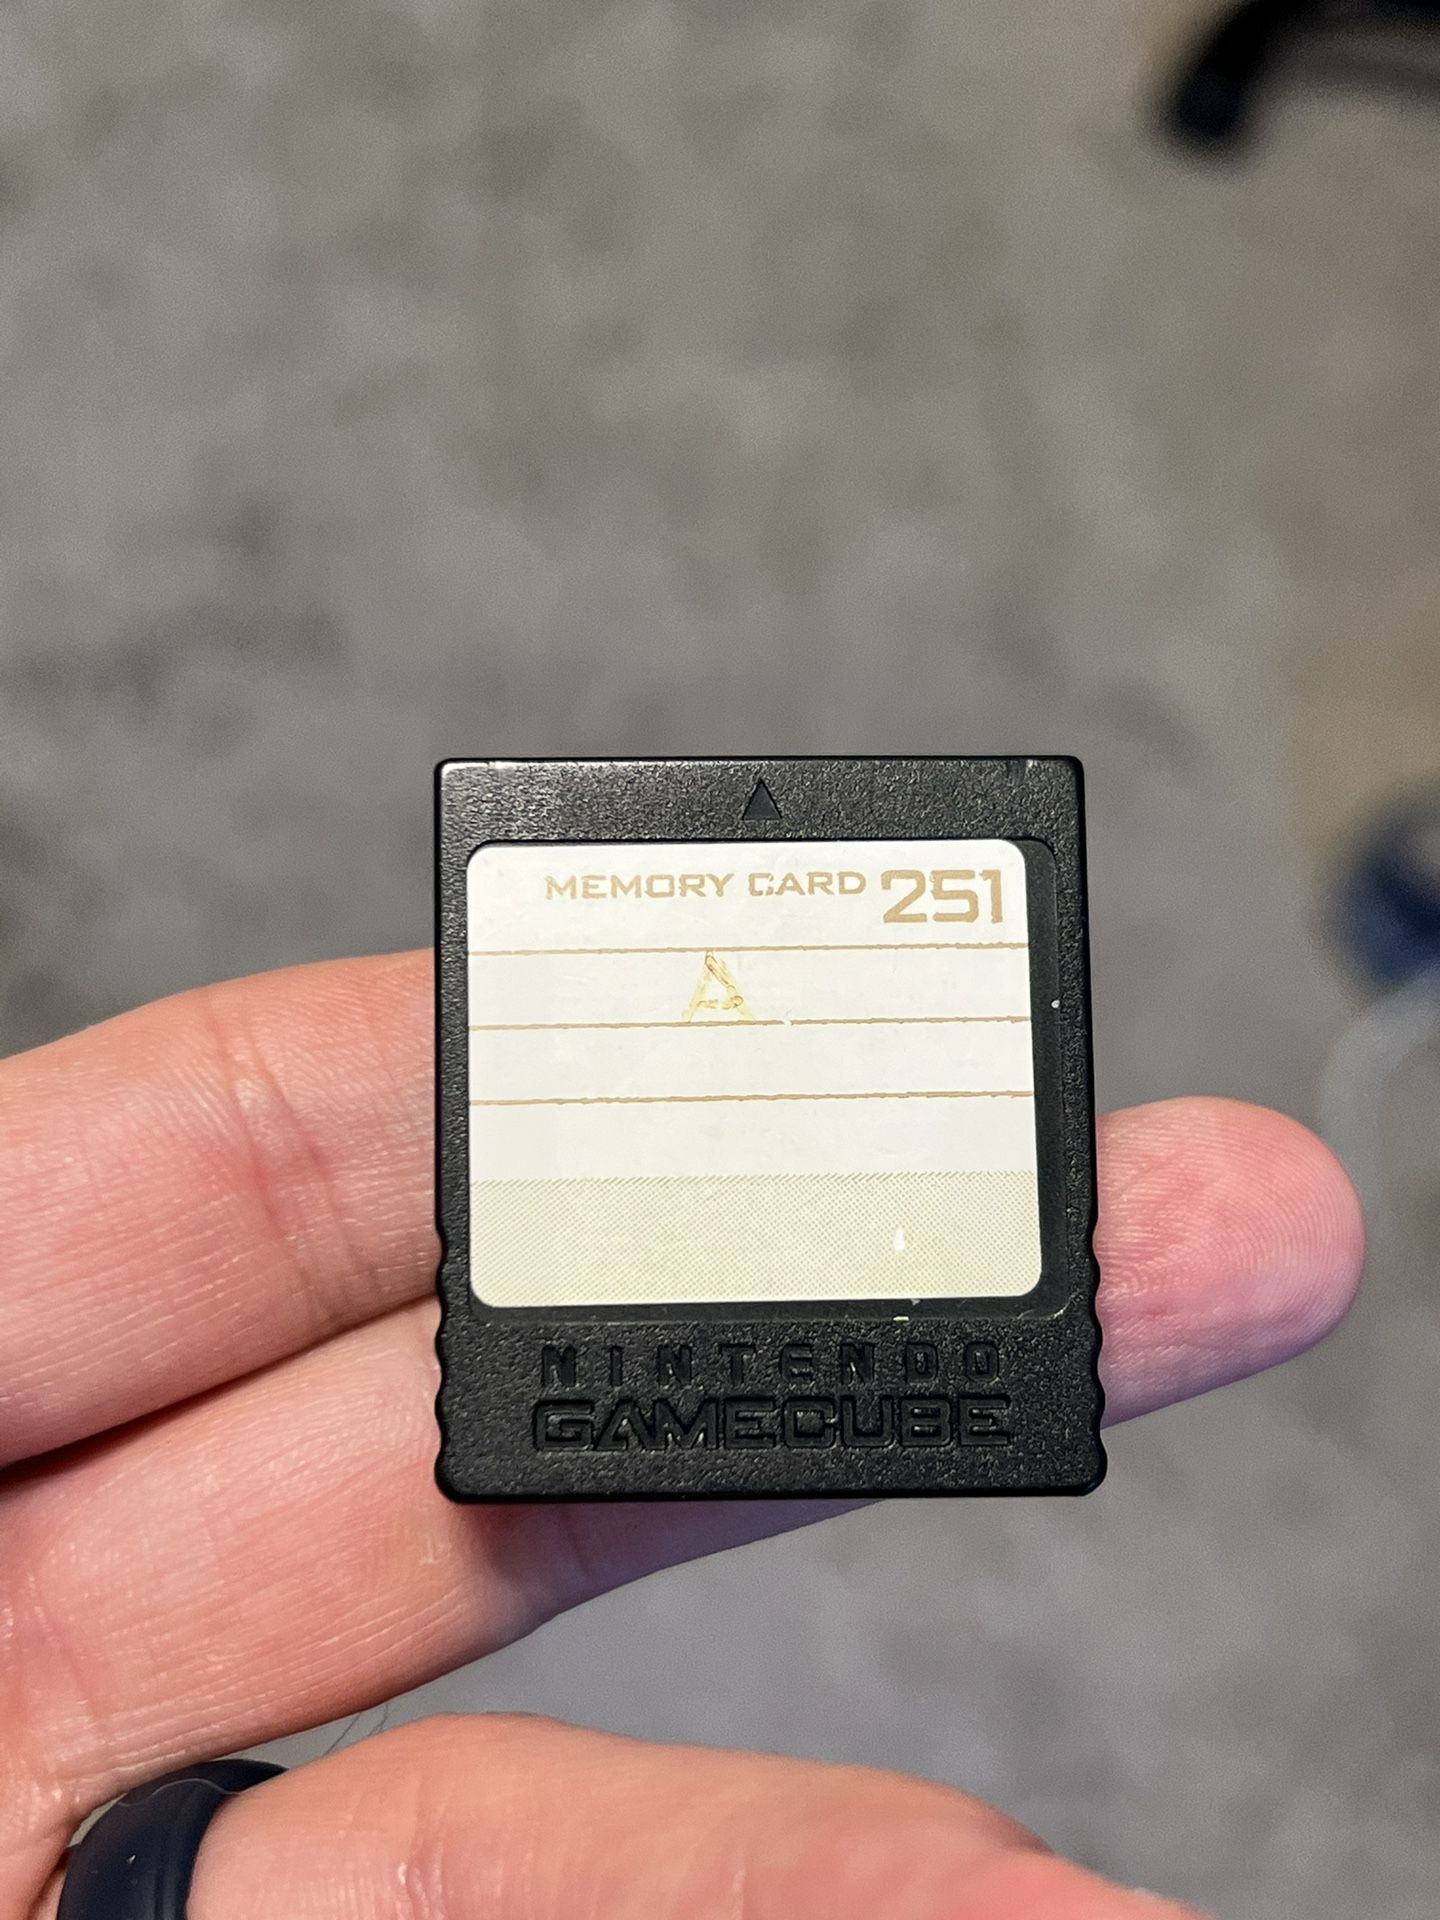 MEMORY CARD 251
A
NINTENDO
GAMECUBE